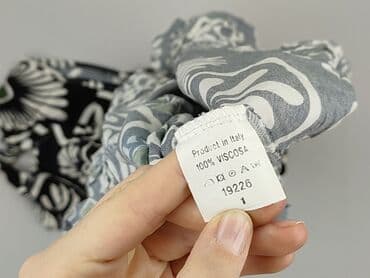 Product in Italy
100% VISCOSA
19226
1